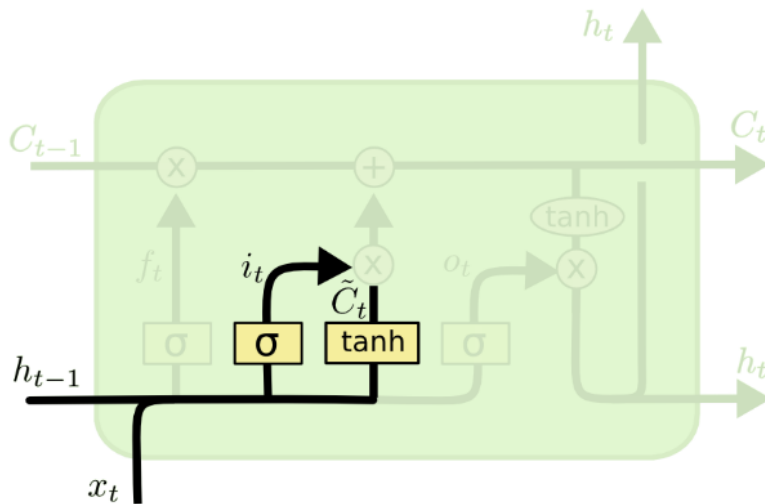 h_t
C_{t-1}
C_t
x
+
tanh
f_t
i_t
x
o_t
x
C̃_t
σ
σ
tanh
σ
h_{t-1}
h_t
x_t